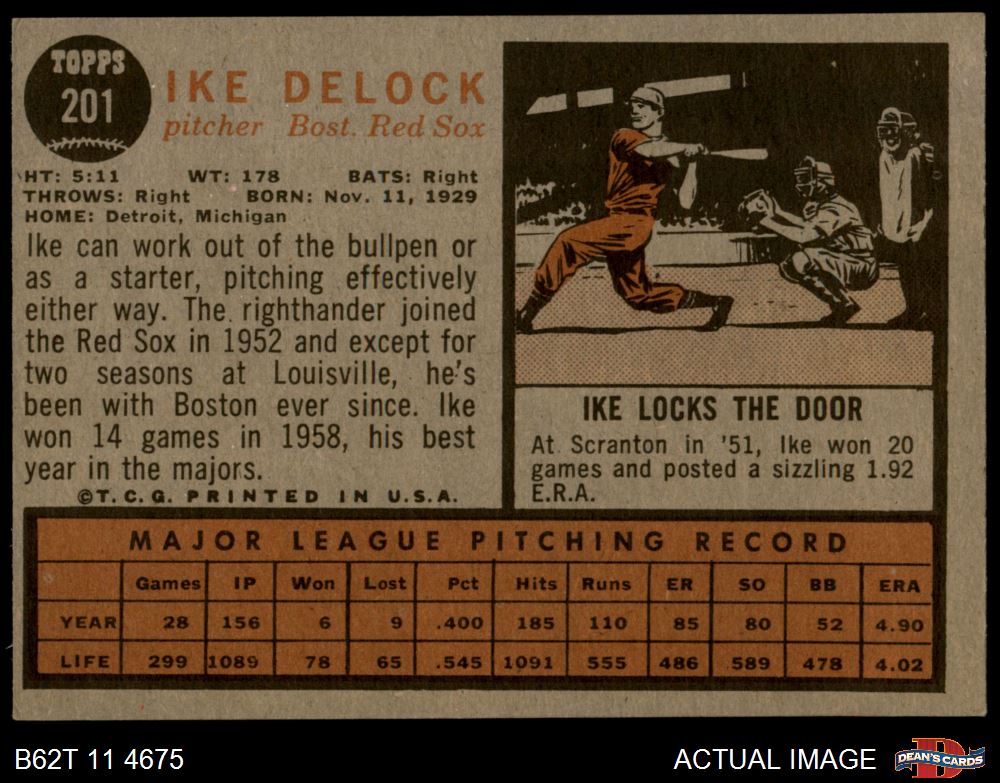 TOPPS
201
IKE DELOCK
pitcher Bost. Red Sox
HT: 5:11 WT: 178 BATS: Right
THROWS: Right BORN: Nov. 11, 1929
HOME: Detroit, Michigan
Ike can work out of the bullpen or
as a starter, pitching effectively
either way. The righthander joined
the Red Sox in 1952 and except for
two seasons at Louisville, he's
been with Boston ever since. Ike
won 14 games in 1958, his best
year in the majors.
©T.C.G. PRINTED IN U.S.A.
IKE LOCKS THE DOOR
At Scranton in '51, Ike won 20
games and posted a sizzling 1.92
E.R.A.
MAJOR LEAGUE PITCHING RECORD
Games IP Won Lost Pct Hits Runs ER SO BB ERA
YEAR 28 156 6 9 .400 185 110 85 80 52 4.90
LIFE 299 1089 78 65 .545 1091 555 486 589 478 4.02
B62T 11 4675
ACTUAL IMAGE
D
DEAN'S CARDS